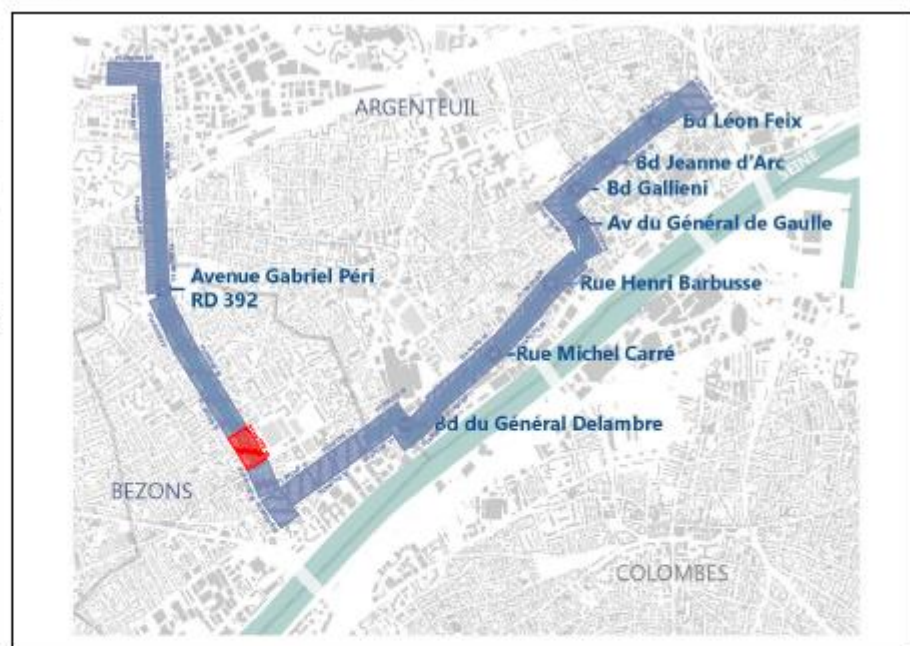 ARGENTEUIL
Bd Léon Feix
Bd Jeanne d'Arc
SEINE
Bd Gallieni
Av du Général de Gaulle
Avenue Gabriel Péri
RD 392
Rue Henri Barbusse
Rue Michel Carré
Bd du Général Delambre
BEZONS
COLOMBES